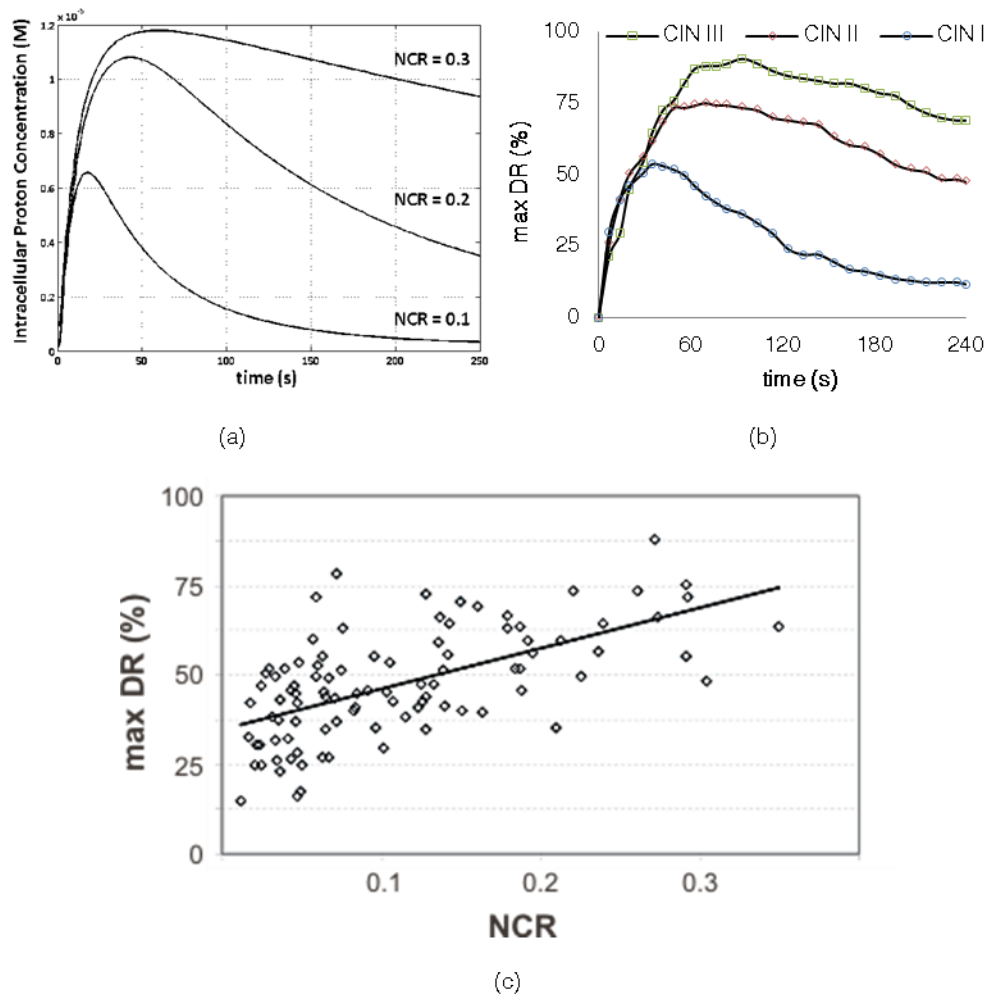 1.2 x 10⁻³
1
0.8
0.6
0.4
0.2
0
Intracellular Proton Concentration (M)
NCR = 0.3
NCR = 0.2
NCR = 0.1
0 50 100 150 200 250
time (s)
(a)
CIN III CIN II CIN I
100
75
50
25
0
max DR (%)
0 60 120 180 240
time (s)
(b)
100
75
50
25
0
max DR (%)
0.1 0.2 0.3
NCR
(c)